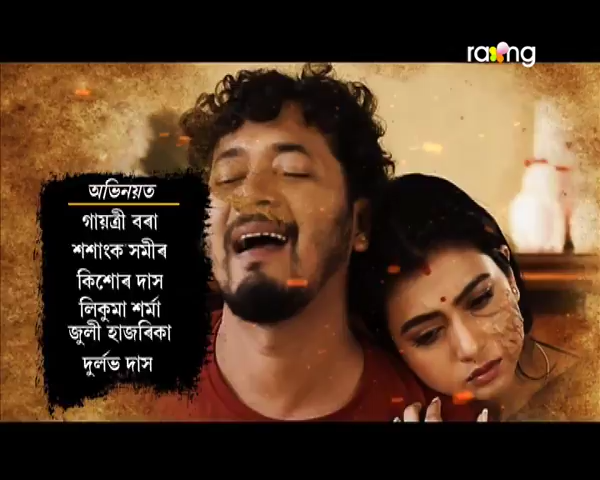 rang
অভিনয়ত
গায়ত্ৰী বৰা
শশাংক সমীৰ
কিশোৰ দাস
লিকুমা শৰ্মা
জুলী হাজৰিকা
দুৰ্লভ দাস